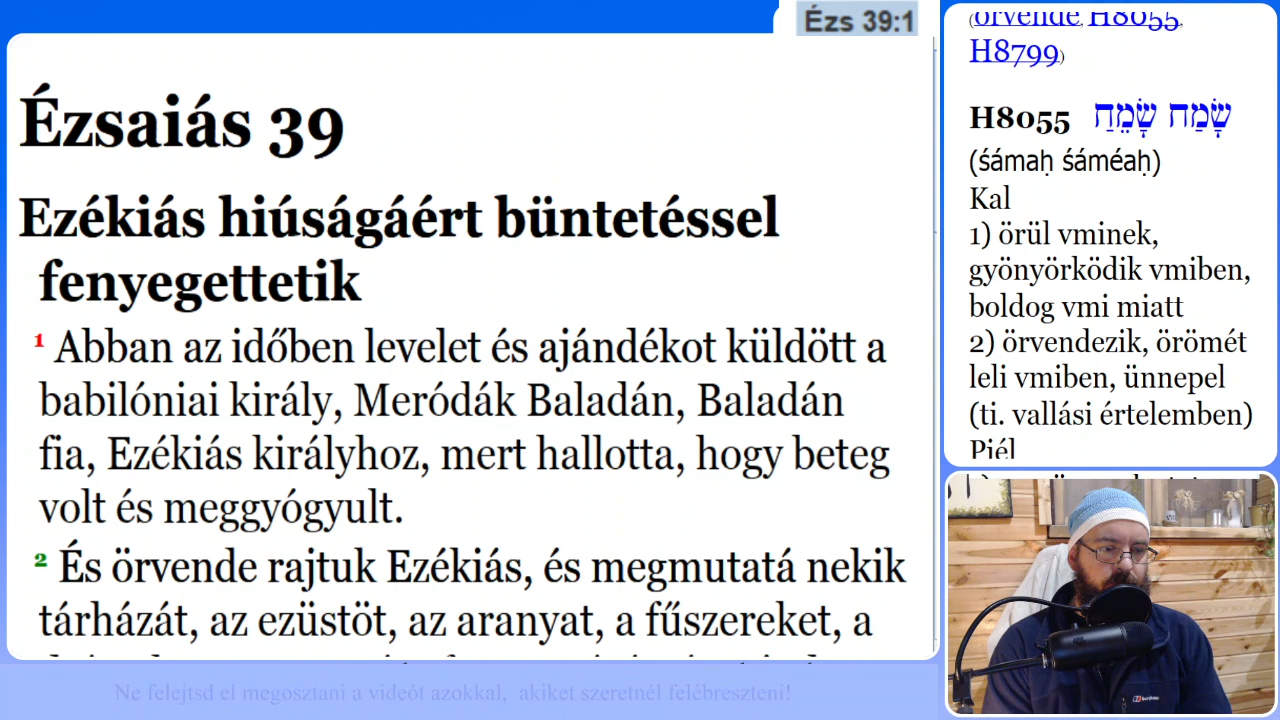 Ézs 39:1
Ézsaiás 39
Ezékiás hiúságáért büntetéssel
fenyegettetik
1 Abban az időben levelet és ajándékot küldött a
babilóniai király, Meródák Baladán, Baladán
fia, Ezékiás királyhoz, mert hallotta, hogy beteg
volt és meggyógyult.
2 És örvende rajtuk Ezékiás, és megmutatá nekik
tárházát, az ezüstöt, az aranyat, a fűszereket, a
Ne felejtsd el megosztani a videót azokkal, akiket szeretnél felébreszteni!
(örvende, H8055,
H8799)
H8055 שָׂמַח שָׂמֵחַ
(śámaḥ śáméaḥ)
Kal
1) örül vminek,
gyönyörködik vmiben,
boldog vmi miatt
2) örvendezik, örömét
leli vmiben, ünnepel
(ti. vallási értelemben)
Piél